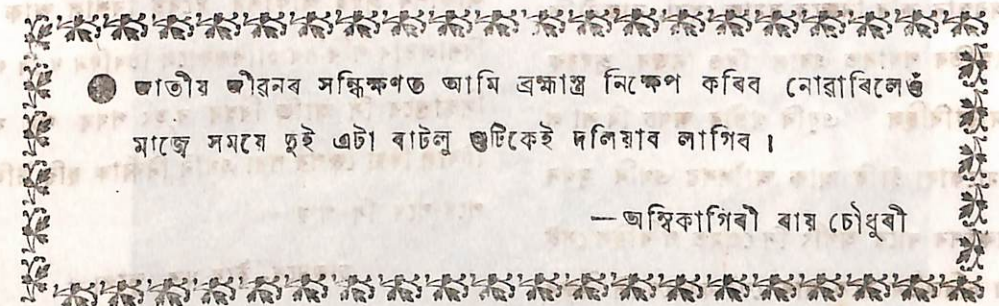 ● জাতীয় জীৱনৰ সন্ধিক্ষণত আমি ব্ৰহ্মাস্ত্ৰ নিক্ষেপ কৰিব নোৱাৰিলেওঁ
মাজে সময়ে দুই এটা বাটলু গুটিকেই দলিয়াব লাগিব ।
—অম্বিকাগিৰী ৰায় চৌধুৰী